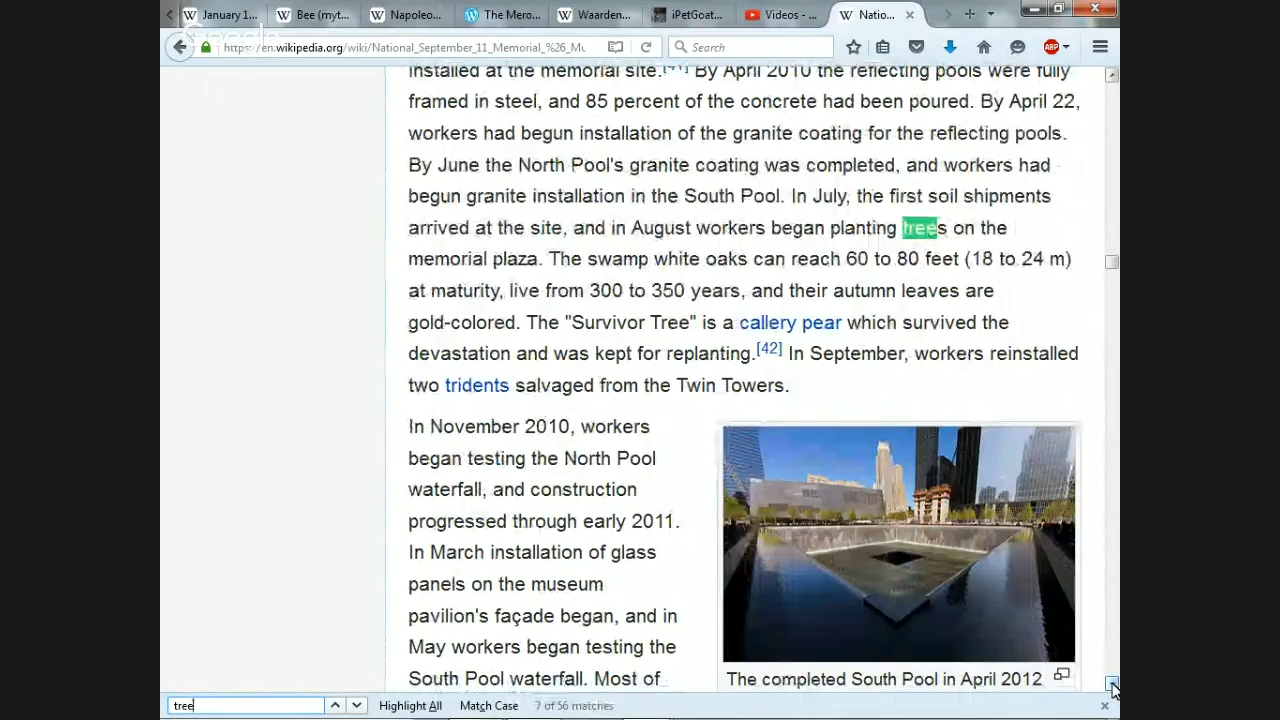 January 1...
Bee (myt...
Napoleo...
The Mero...
Waarden...
iPetGoat...
Videos - ...
Natio...
Google
https://en.wikipedia.org/wiki/National_September_11_Memorial_%26_Mu
Search
ABP
installed at the memorial site.[41] By April 2010 the reflecting pools were fully
framed in steel, and 85 percent of the concrete had been poured. By April 22,
workers had begun installation of the granite coating for the reflecting pools.
By June the North Pool's granite coating was completed, and workers had
begun granite installation in the South Pool. In July, the first soil shipments
arrived at the site, and in August workers began planting trees on the
memorial plaza. The swamp white oaks can reach 60 to 80 feet (18 to 24 m)
at maturity, live from 300 to 350 years, and their autumn leaves are
gold-colored. The "Survivor Tree" is a callery pear which survived the
devastation and was kept for replanting.[42] In September, workers reinstalled
two tridents salvaged from the Twin Towers.
In November 2010, workers
began testing the North Pool
waterfall, and construction
progressed through early 2011.
In March installation of glass
panels on the museum
pavilion's façade began, and in
May workers began testing the
South Pool waterfall. Most of
The completed South Pool in April 2012
tree
Highlight All
Match Case
7 of 56 matches